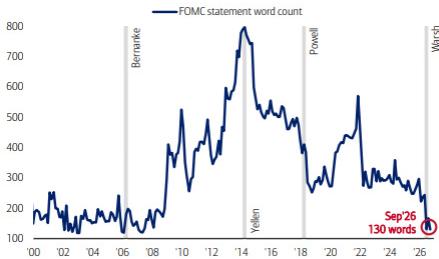 FOMC statement word count
800
700
600
500
400
300
200
100
Bernanke
Yellen
Powell
Warsh
Sep'26
130 words
'00 '02 '04 '06 '08 '10 '12 '14 '16 '18 '20 '22 '24 '26